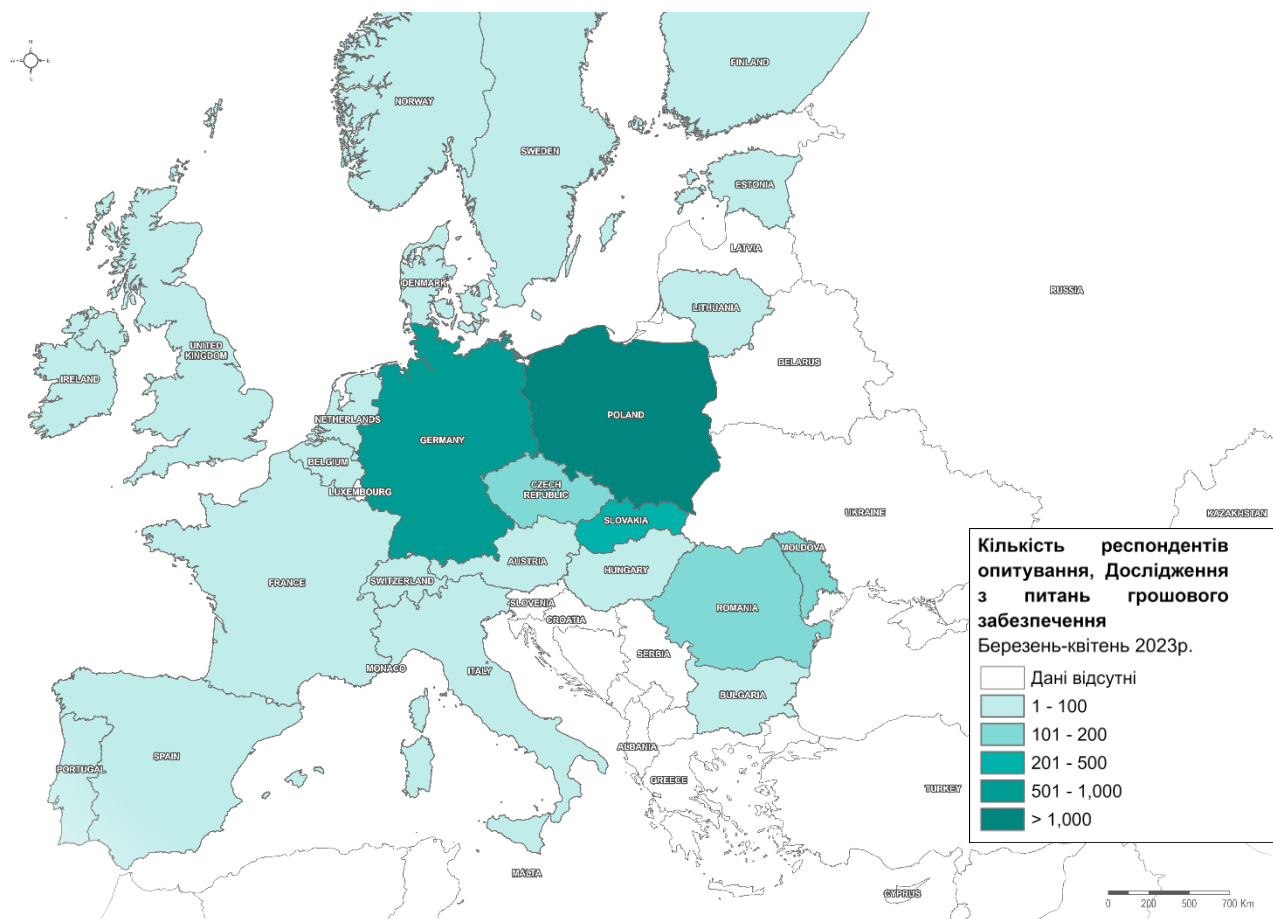 N
W
E
S
FINLAND
NORWAY
SWEDEN
ESTONIA
LATVIA
RUSSIA
DENMARK
LITHUANIA
UNITED
KINGDOM
BELARUS
IRELAND
POLAND
NETHERLANDS
GERMANY
BELGIUM
CZECH
REPUBLIC
LUXEMBOURG
SLOVAKIA
UKRAINE
KAZAKHSTAN
MOLDOVA
AUSTRIA
HUNGARY
FRANCE
SWITZERLAND
SLOVENIA
ROMANIA
CROATIA
SERBIA
MONACO
ITALY
BULGARIA
SPAIN
PORTUGAL
ALBANIA
GREECE
TURKEY
MALTA
CYPRUS
Кількість респондентів
опитування, Дослідження
з питань грошового
забезпечення
Березень-квітень 2023р.
Дані відсутні
1 - 100
101 - 200
201 - 500
501 - 1,000
> 1,000
0 200 500 700 Km